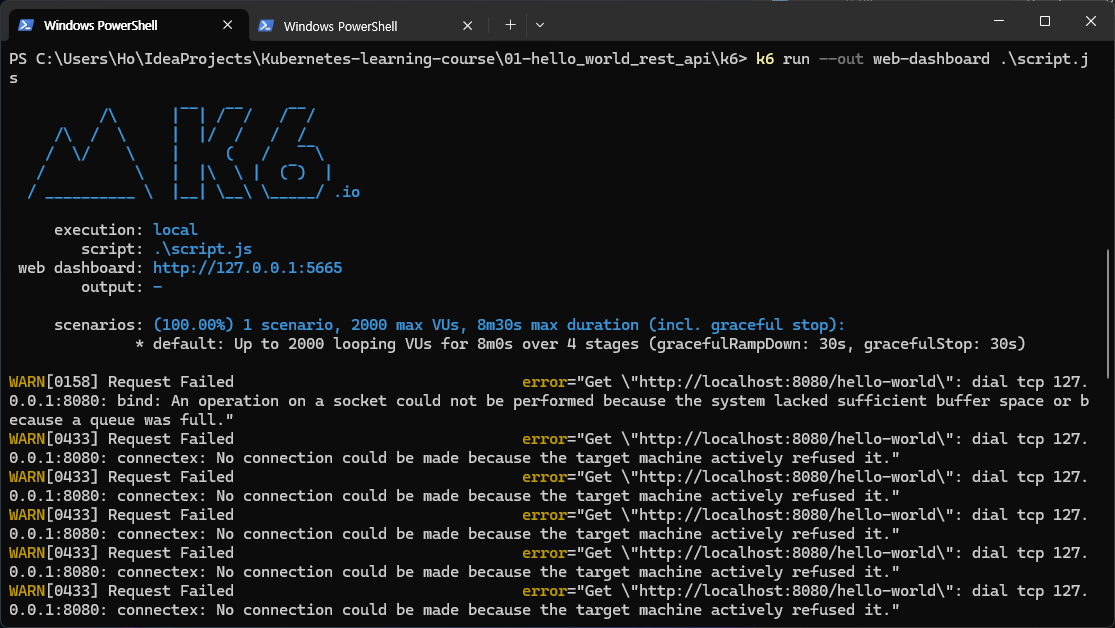 Windows PowerShell
Windows PowerShell
PS C:\Users\Ho\IdeaProjects\Kubernetes-learning-course\01-hello_world_rest_api\k6> k6 run --out web-dashboard .\script.j
s
          /\      |‾‾| /‾‾/   /‾‾/
     /\  /  \     |  |/  /   /  /
    /  \/    \    |     (   /   ‾‾\
   /          \   |  |\  \ |  (‾)  |
  / __________ \  |__| \__\ \_____/ .io
execution: local
script: .\script.js
web dashboard: http://127.0.0.1:5665
output: -
scenarios: (100.00%) 1 scenario, 2000 max VUs, 8m30s max duration (incl. graceful stop):
* default: Up to 2000 looping VUs for 8m0s over 4 stages (gracefulRampDown: 30s, gracefulStop: 30s)
WARN[0158] Request Failed error="Get \"http://localhost:8080/hello-world\": dial tcp 127.
0.0.1:8080: bind: An operation on a socket could not be performed because the system lacked sufficient buffer space or b
ecause a queue was full."
WARN[0433] Request Failed error="Get \"http://localhost:8080/hello-world\": dial tcp 127.
0.0.1:8080: connectex: No connection could be made because the target machine actively refused it."
WARN[0433] Request Failed error="Get \"http://localhost:8080/hello-world\": dial tcp 127.
0.0.1:8080: connectex: No connection could be made because the target machine actively refused it."
WARN[0433] Request Failed error="Get \"http://localhost:8080/hello-world\": dial tcp 127.
0.0.1:8080: connectex: No connection could be made because the target machine actively refused it."
WARN[0433] Request Failed error="Get \"http://localhost:8080/hello-world\": dial tcp 127.
0.0.1:8080: connectex: No connection could be made because the target machine actively refused it."
WARN[0433] Request Failed error="Get \"http://localhost:8080/hello-world\": dial tcp 127.
0.0.1:8080: connectex: No connection could be made because the target machine actively refused it."